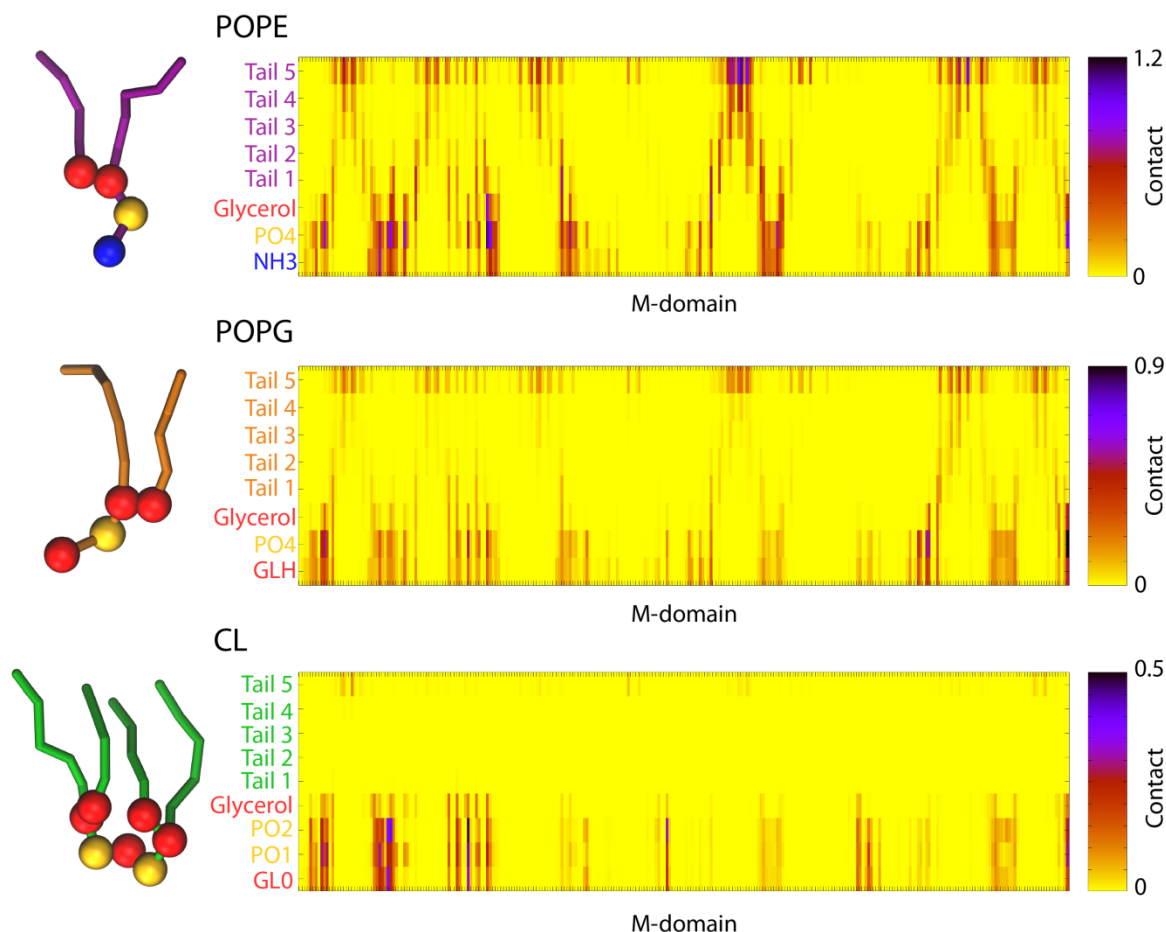 POPE
Tail 5
Tail 4
Tail 3
Tail 2
Tail 1
Glycerol
PO4
NH3
M-domain
1.2
Contact
0
POPG
Tail 5
Tail 4
Tail 3
Tail 2
Tail 1
Glycerol
PO4
GLH
M-domain
0.9
Contact
0
CL
Tail 5
Tail 4
Tail 3
Tail 2
Tail 1
Glycerol
PO2
PO1
GL0
M-domain
0.5
Contact
0